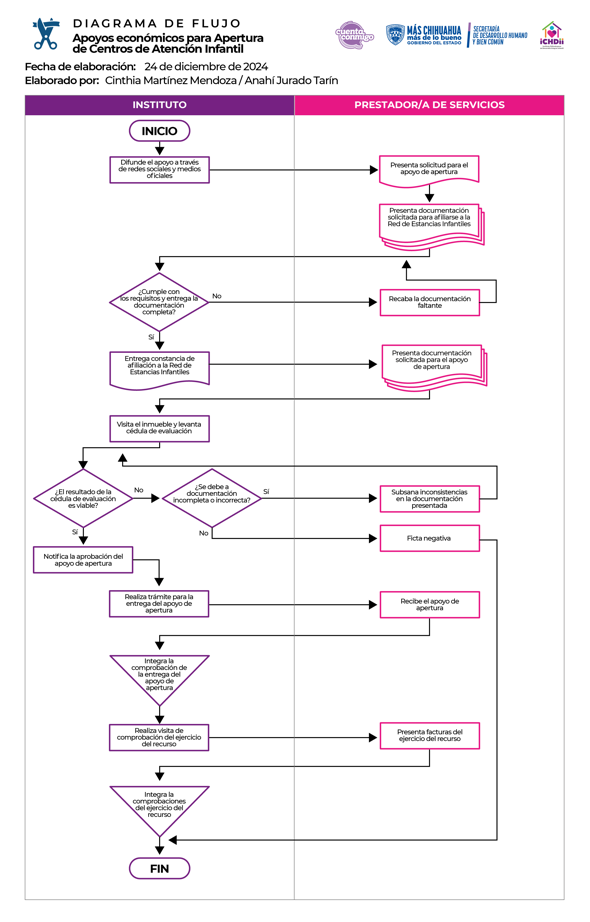 DIAGRAMA DE FLUJO
Apoyos económicos para Apertura
de Centros de Atención Infantil
cuenta
conmigo
MÁS CHIHUAHUA
más de lo bueno
GOBIERNO DEL ESTADO
SECRETARÍA
DE DESARROLLO HUMANO
Y BIEN COMÚN
iCHDii
Fecha de elaboración: 24 de diciembre de 2024
Elaborado por: Cinthia Martínez Mendoza / Anahí Jurado Tarín
INSTITUTO
PRESTADOR/A DE SERVICIOS
INICIO
Difunde el apoyo a través
de redes sociales y medios
oficiales
Presenta solicitud para el
apoyo de apertura
Presenta documentación
solicitada para afiliarse a la
Red de Estancias Infantiles
¿Cumple con
los requisitos y entrega la
documentación
completa?
No
Recaba la documentación
faltante
Sí
Entrega constancia de
afiliación a la Red de
Estancias Infantiles
Presenta documentación
solicitada para el apoyo
de apertura
Visita el inmueble y levanta
cédula de evaluación
¿El resultado de la
cédula de evaluación
es viable?
No
¿Se debe a
documentación
incompleta o incorrecta?
Sí
Subsana inconsistencias
en la documentación
presentada
No
Ficta negativa
Sí
Notifica la aprobación del
apoyo de apertura
Realiza trámite para la
entrega del apoyo de
apertura
Recibe el apoyo de
apertura
Integra la
comprobación de
la entrega del
apoyo de
apertura
Realiza visita de
comprobación del ejercicio
del recurso
Presenta facturas del
ejercicio del recurso
Integra la
comprobaciones
del ejercicio del
recurso
FIN